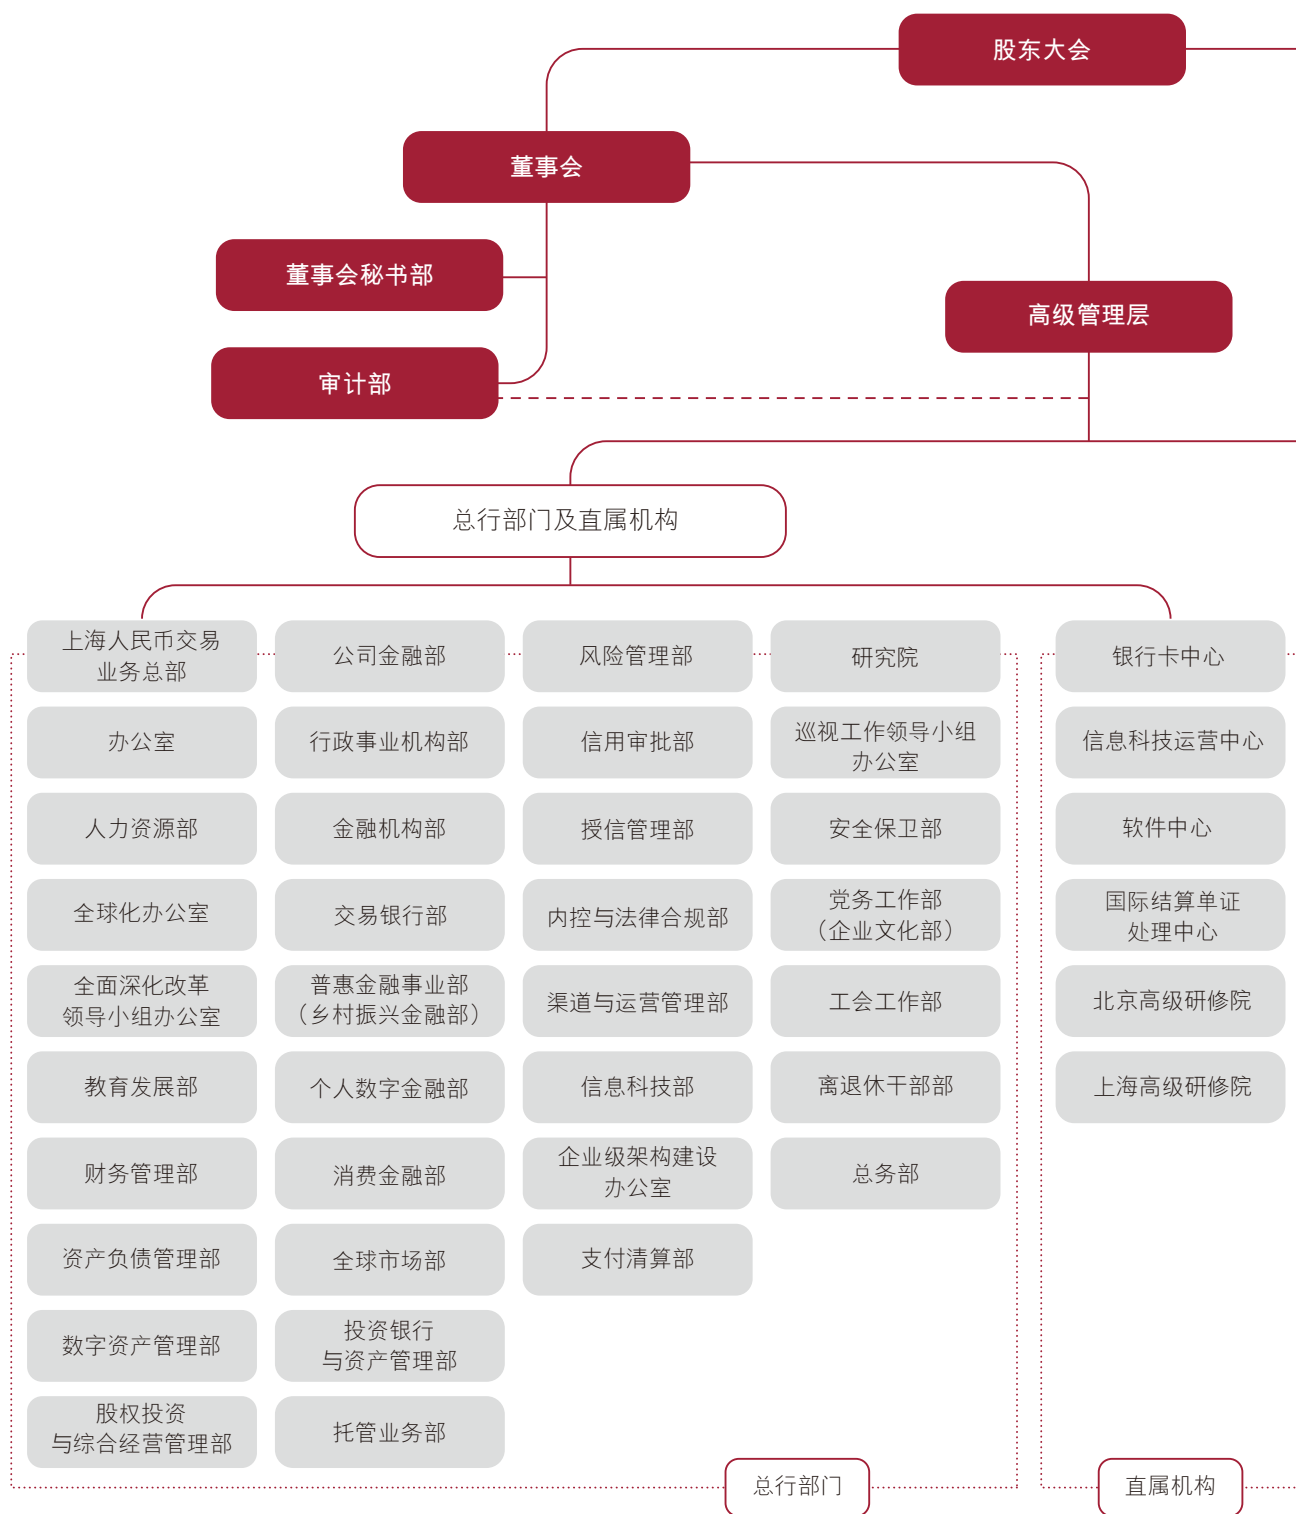 股东大会
董事会
董事会秘书部
高级管理层
审计部
总行部门及直属机构
上海人民币交易
业务总部
公司金融部
风险管理部
研究院
银行卡中心
办公室
行政事业机构部
信用审批部
巡视工作领导小组
办公室
信息科技运营中心
人力资源部
金融机构部
授信管理部
安全保卫部
软件中心
全球化办公室
交易银行部
内控与法律合规部
党务工作部
（企业文化部）
国际结算单证
处理中心
全面深化改革
领导小组办公室
普惠金融事业部
（乡村振兴金融部）
渠道与运营管理部
工会工作部
北京高级研修院
教育发展部
个人数字金融部
信息科技部
离退休干部部
上海高级研修院
财务管理部
消费金融部
企业级架构建设
办公室
总务部
资产负债管理部
全球市场部
支付清算部
数字资产管理部
投资银行
与资产管理部
股权投资
与综合经营管理部
托管业务部
总行部门
直属机构